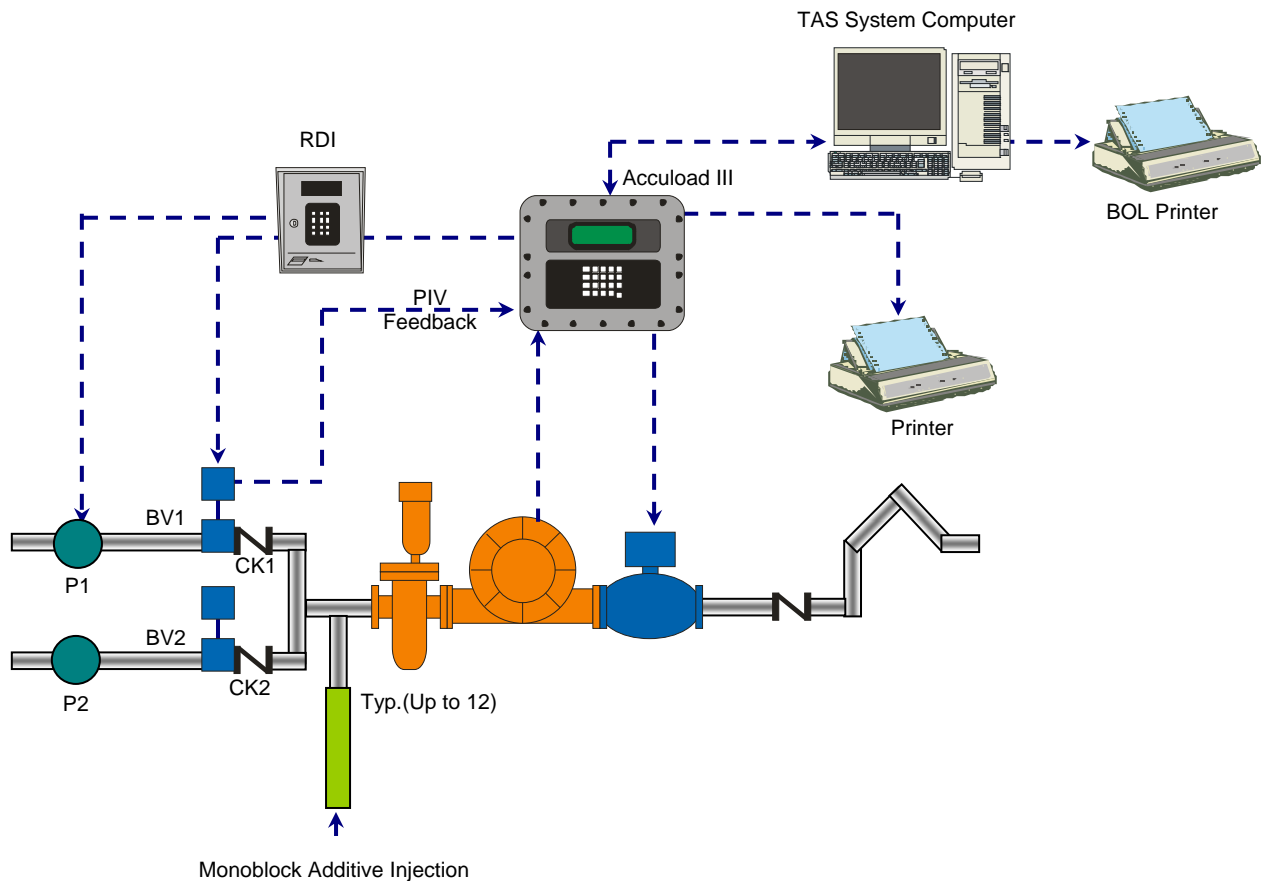 TAS System Computer
RDI
Accuload III
BOL Printer
PIV
Feedback
Printer
BV1
CK1
P1
BV2
CK2
P2
Typ.(Up to 12)
Monoblock Additive Injection